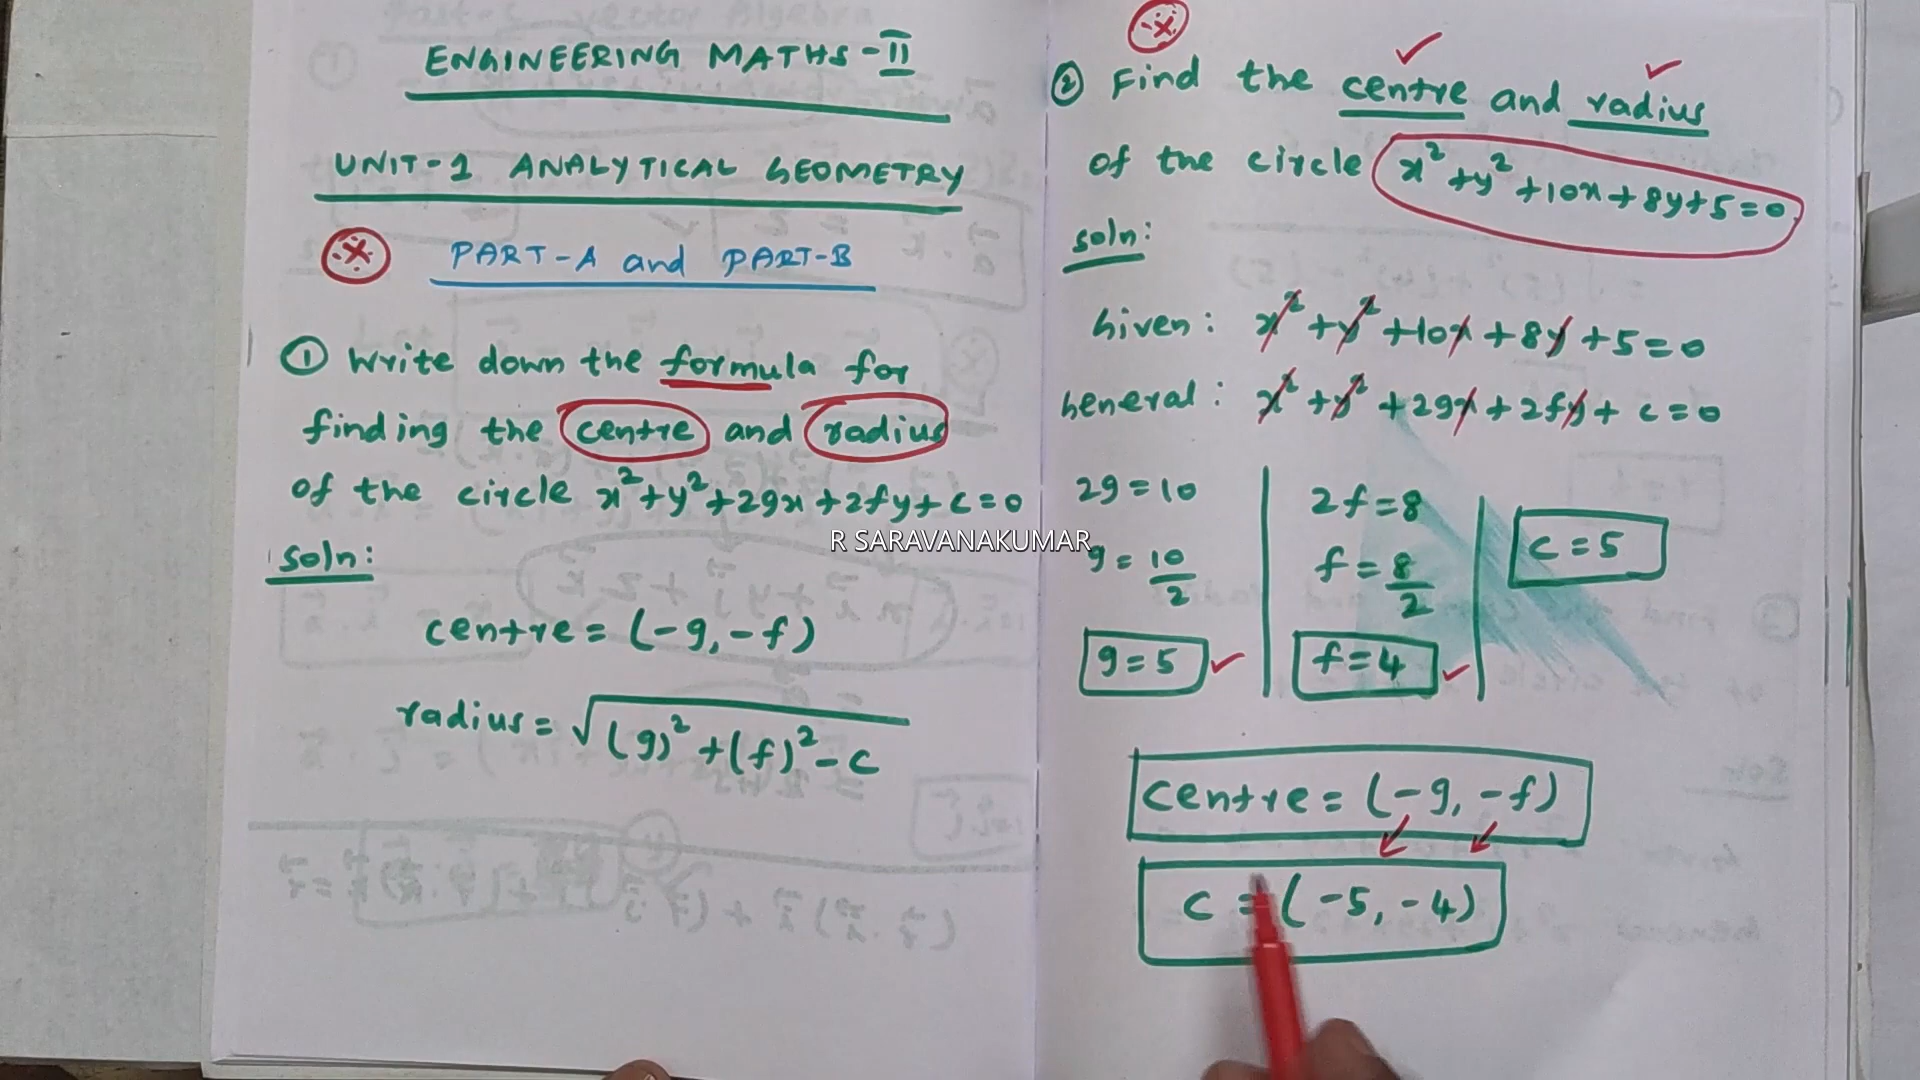 ENGINEERING MATHS-II
UNIT-1 ANALYTICAL GEOMETRY
PART-A and PART-B
① Write down the formula for
finding the centre and radius
of the circle x²+y²+2gx+2fy+c=0
soln:
centre = (-g, -f)
radius = √(g)²+(f)²-c
② Find the centre and radius
of the circle x²+y²+10x+8y+5=0
soln:
Given: x²+y²+10x+8y+5=0
General: x²+y²+2gx+2fy+c=0
2g=10
g=10/2
g=5
2f=8
f=8/2
f=4
c=5
centre = (-g, -f)
c = (-5, -4)
R SARAVANAKUMAR